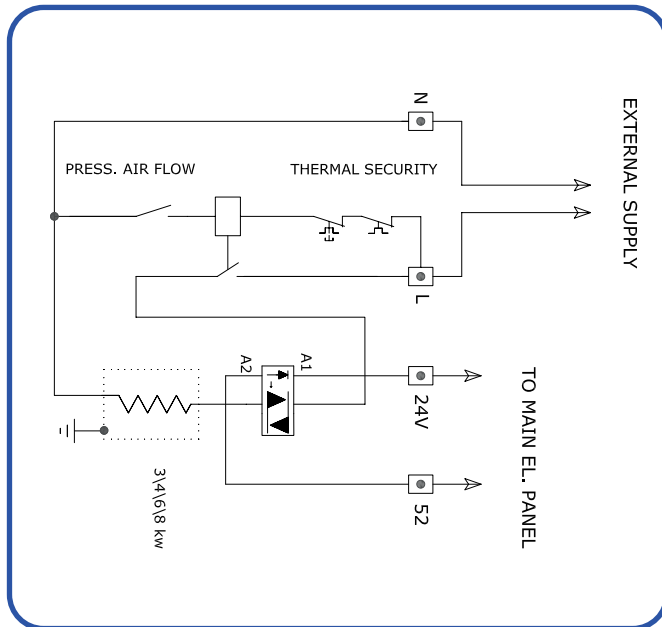 N
EXTERNAL SUPPLY
PRESS. AIR FLOW
THERMAL SECURITY
L
A2
A1
24V
TO MAIN EL. PANEL
3\4\6\8 kw
52